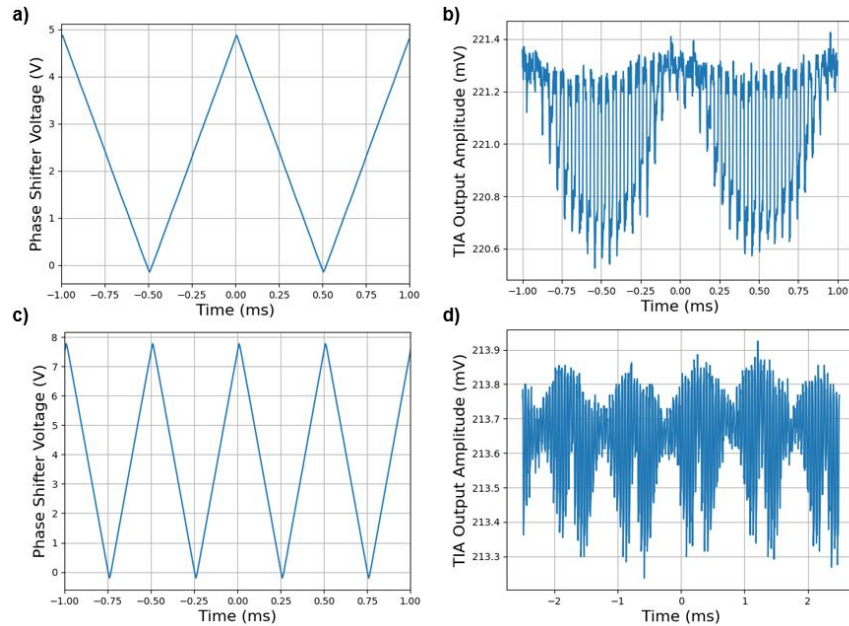 a)
5
4
3
2
1
0
Phase Shifter Voltage (V)
−1.00 −0.75 −0.50 −0.25 0.00 0.25 0.50 0.75 1.00
Time (ms)
b)
221.4
221.2
221.0
220.8
220.6
TIA Output Amplitude (mV)
−1.00 −0.75 −0.50 −0.25 0.00 0.25 0.50 0.75 1.00
Time (ms)
c)
8
7
6
5
4
3
2
1
0
Phase Shifter Voltage (V)
−1.00 −0.75 −0.50 −0.25 0.00 0.25 0.50 0.75 1.00
Time (ms)
d)
213.9
213.8
213.7
213.6
213.5
213.4
213.3
TIA Output Amplitude (mV)
−2 −1 0 1 2
Time (ms)